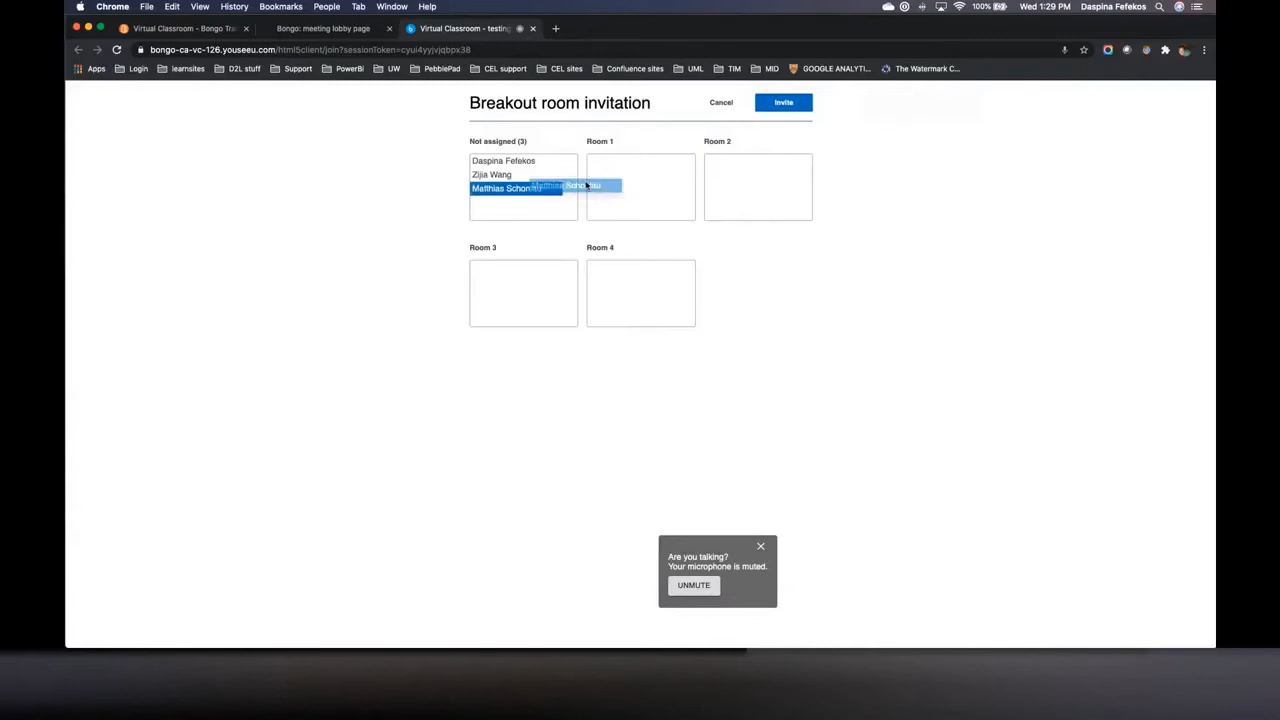 Chrome File Edit View History Bookmarks People Tab Window Help 100% Wed 1:29 PM Daspina Fefekos
Virtual Classroom - Bongo Tra Bongo: meeting lobby page Virtual Classroom - testing
bongo-ca-vc-126.youseeu.com/html5client/join?sessionToken=cyui4yyjvjqbpx38
Apps Login learnsites D2L stuff Support PowerBi UW PebblePad CEL support CEL sites Confluence sites UML TIM MID GOOGLE ANALYTI... The Watermark C...
Breakout room invitation Cancel Invite
Not assigned (3) Room 1 Room 2
Daspina Fefekos
Zijia Wang
Matthias
Room 3 Room 4
Are you talking?
Your microphone is muted.
UNMUTE